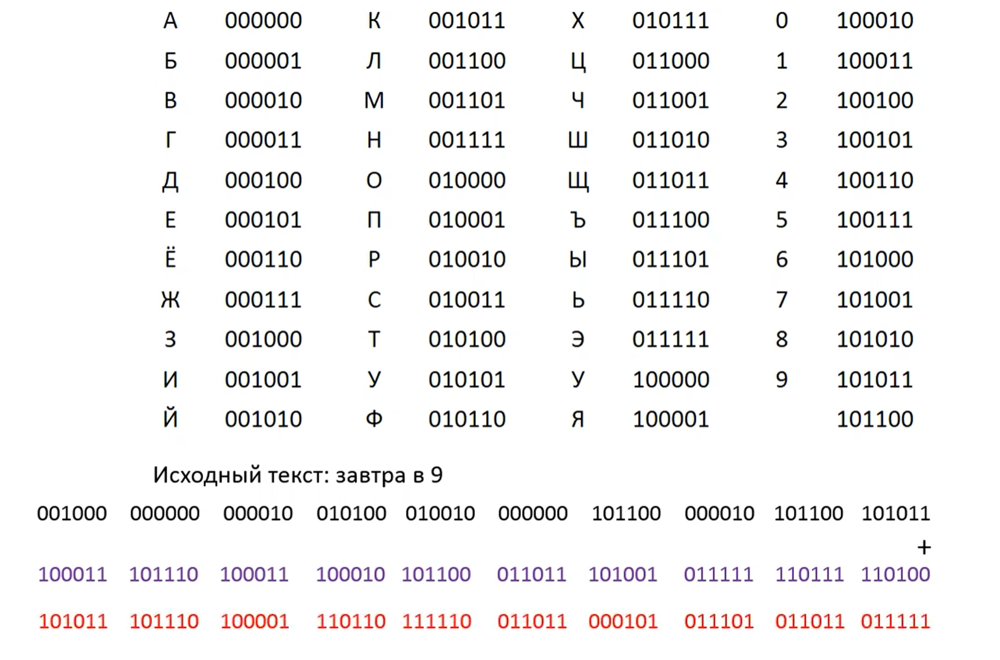 А 000000 К 001011 Х 010111 0 100010
Б 000001 Л 001100 Ц 011000 1 100011
В 000010 М 001101 Ч 011001 2 100100
Г 000011 Н 001111 Ш 011010 3 100101
Д 000100 О 010000 Щ 011011 4 100110
Е 000101 П 010001 Ъ 011100 5 100111
Ё 000110 Р 010010 Ы 011101 6 101000
Ж 000111 С 010011 Ь 011110 7 101001
З 001000 Т 010100 Э 011111 8 101010
И 001001 У 010101 У 100000 9 101011
Й 001010 Ф 010110 Я 100001 101100
Исходный текст: завтра в 9
001000 000000 000010 010100 010010 000000 101100 000010 101100 101011
+
100011 101110 100011 100010 101100 011011 101001 011111 110111 110100
101011 101110 100001 110110 111110 011011 000101 011101 011011 011111